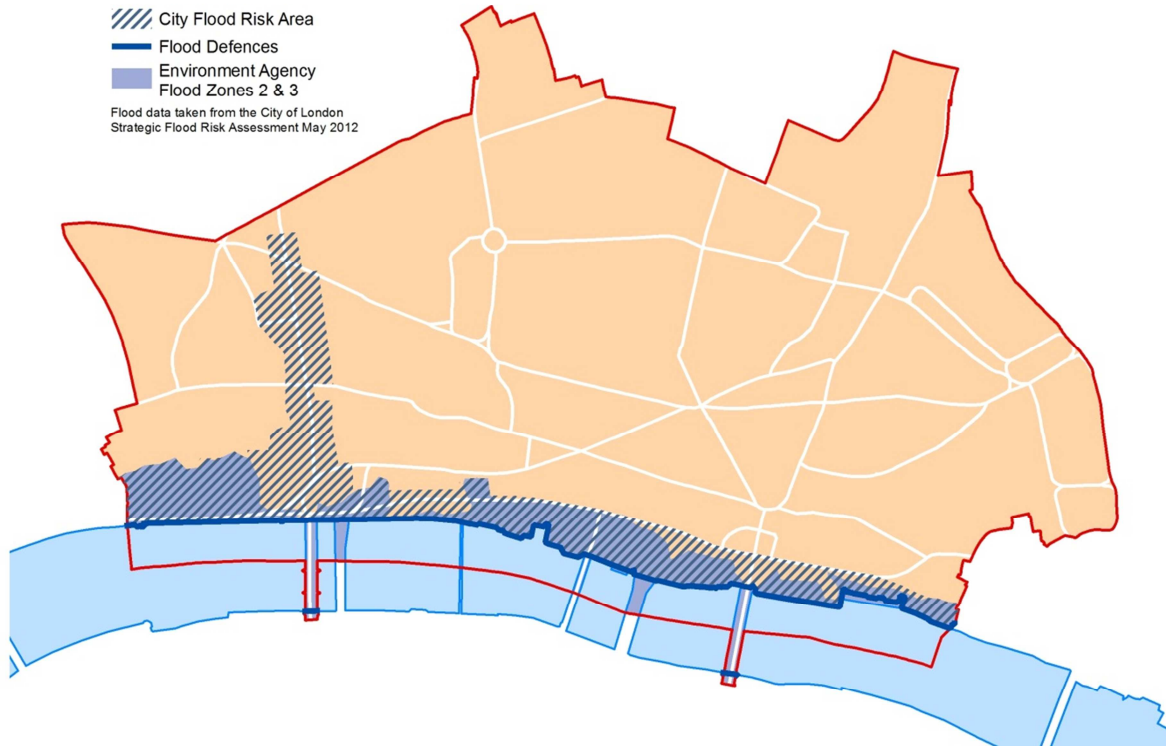 City Flood Risk Area
Flood Defences
Environment Agency
Flood Zones 2 & 3
Flood data taken from the City of London
Strategic Flood Risk Assessment May 2012